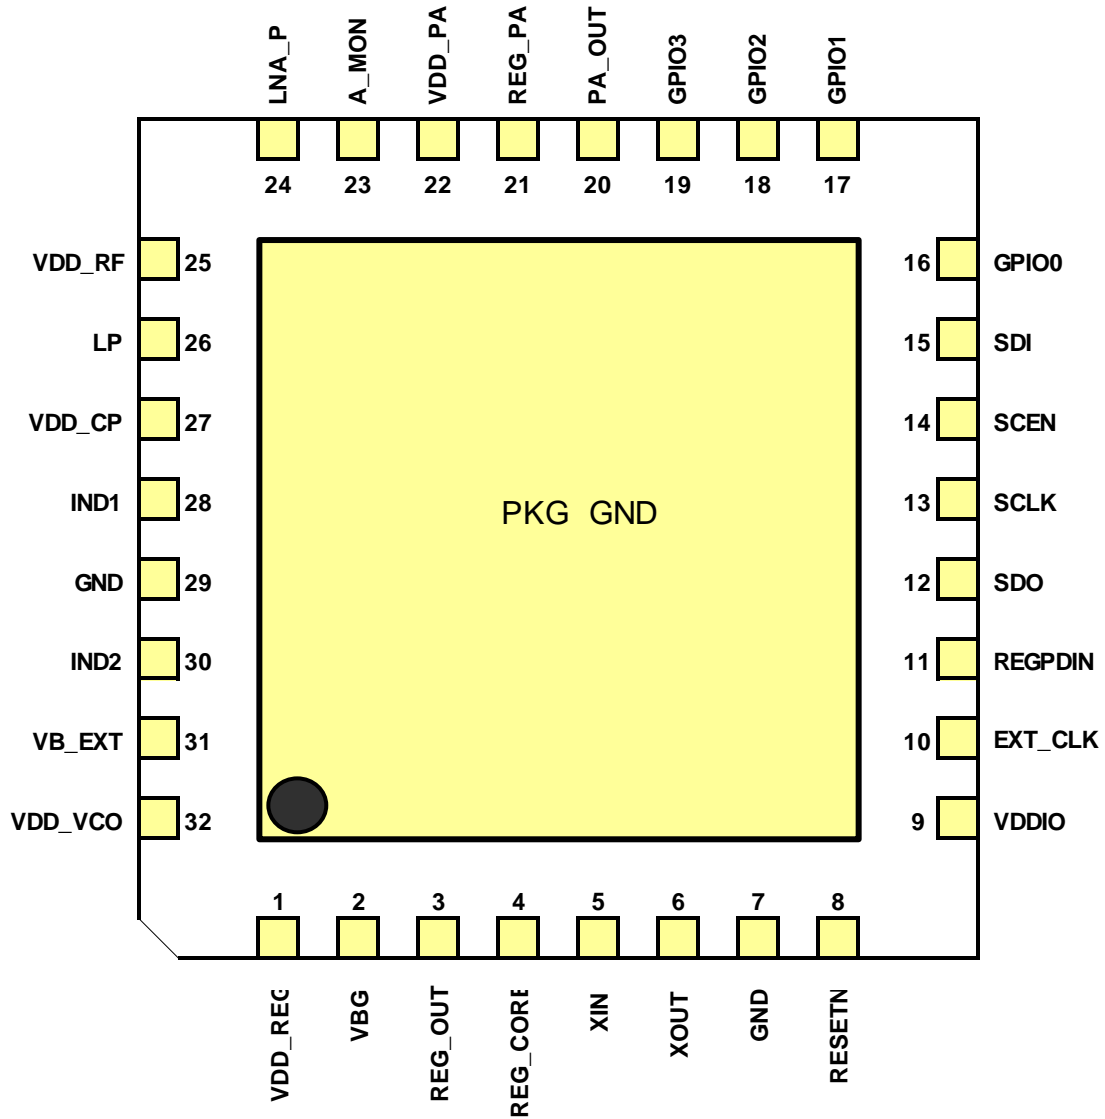 LNA_P
A_MON
VDD_PA
REG_PA
PA_OUT
GPIO3
GPIO2
GPIO1
24
23
22
21
20
19
18
17
VDD_RF
25
16
GPIO0
LP
26
15
SDI
VDD_CP
27
14
SCEN
IND1
28
13
SCLK
PKG GND
GND
29
12
SDO
IND2
30
11
REGPDIN
VB_EXT
31
10
EXT_CLK
VDD_VCO
32
9
VDDIO
1
2
3
4
5
6
7
8
VDD_REG
VBG
REG_OUT
REG_CORE
XIN
XOUT
GND
RESETN